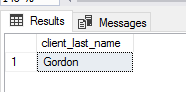 Results Messages
client_last_name
1 Gordon